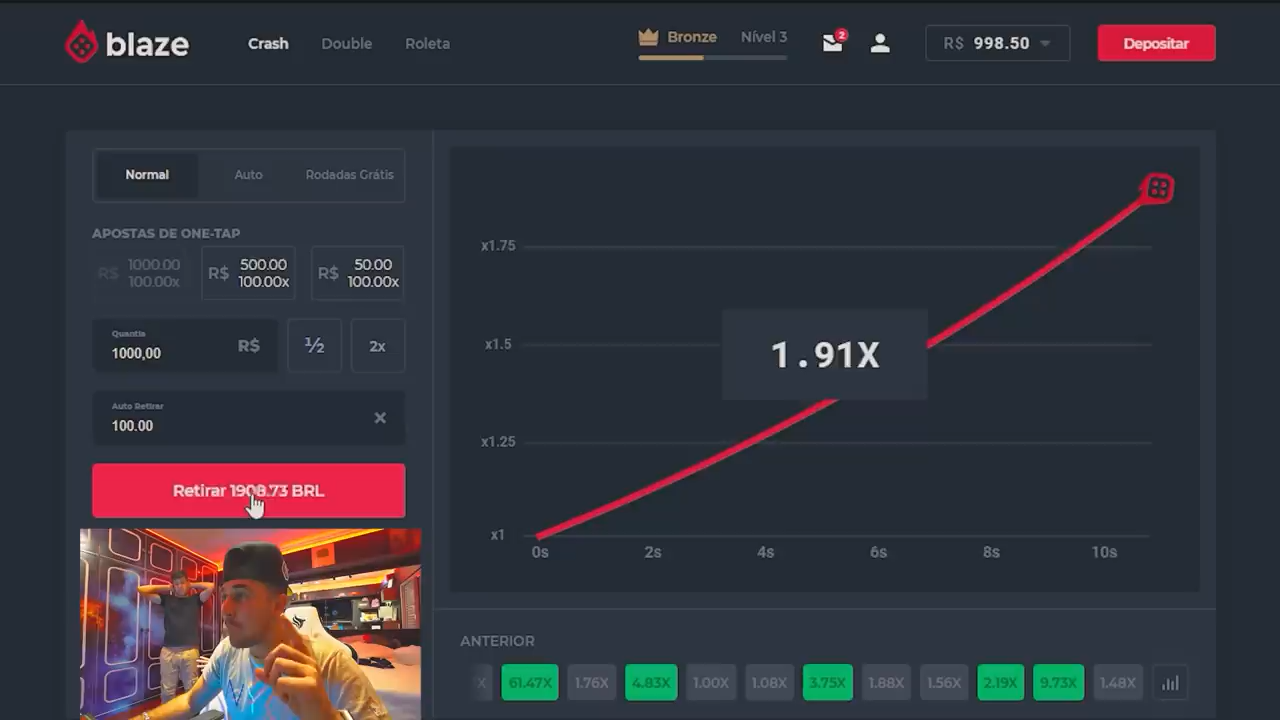 blaze
Crash Double Roleta
Bronze Nível 3
2
R$ 998.50
Depositar
Normal Auto Rodadas Grátis
APOSTAS DE ONE-TAP
R$ 1000.00 100.00x
R$ 500.00 100.00x
R$ 50.00 100.00x
Quantia
1000,00 R$
½ 2x
Auto Retirar
100.00 ×
Retirar 1908.73 BRL
x1.75
x1.5
x1.25
x1
1.91X
0s 2s 4s 6s 8s 10s
ANTERIOR
X 61.47X 1.76X 4.83X 1.00X 1.08X 3.75X 1.88X 1.56X 2.19X 9.73X 1.48X